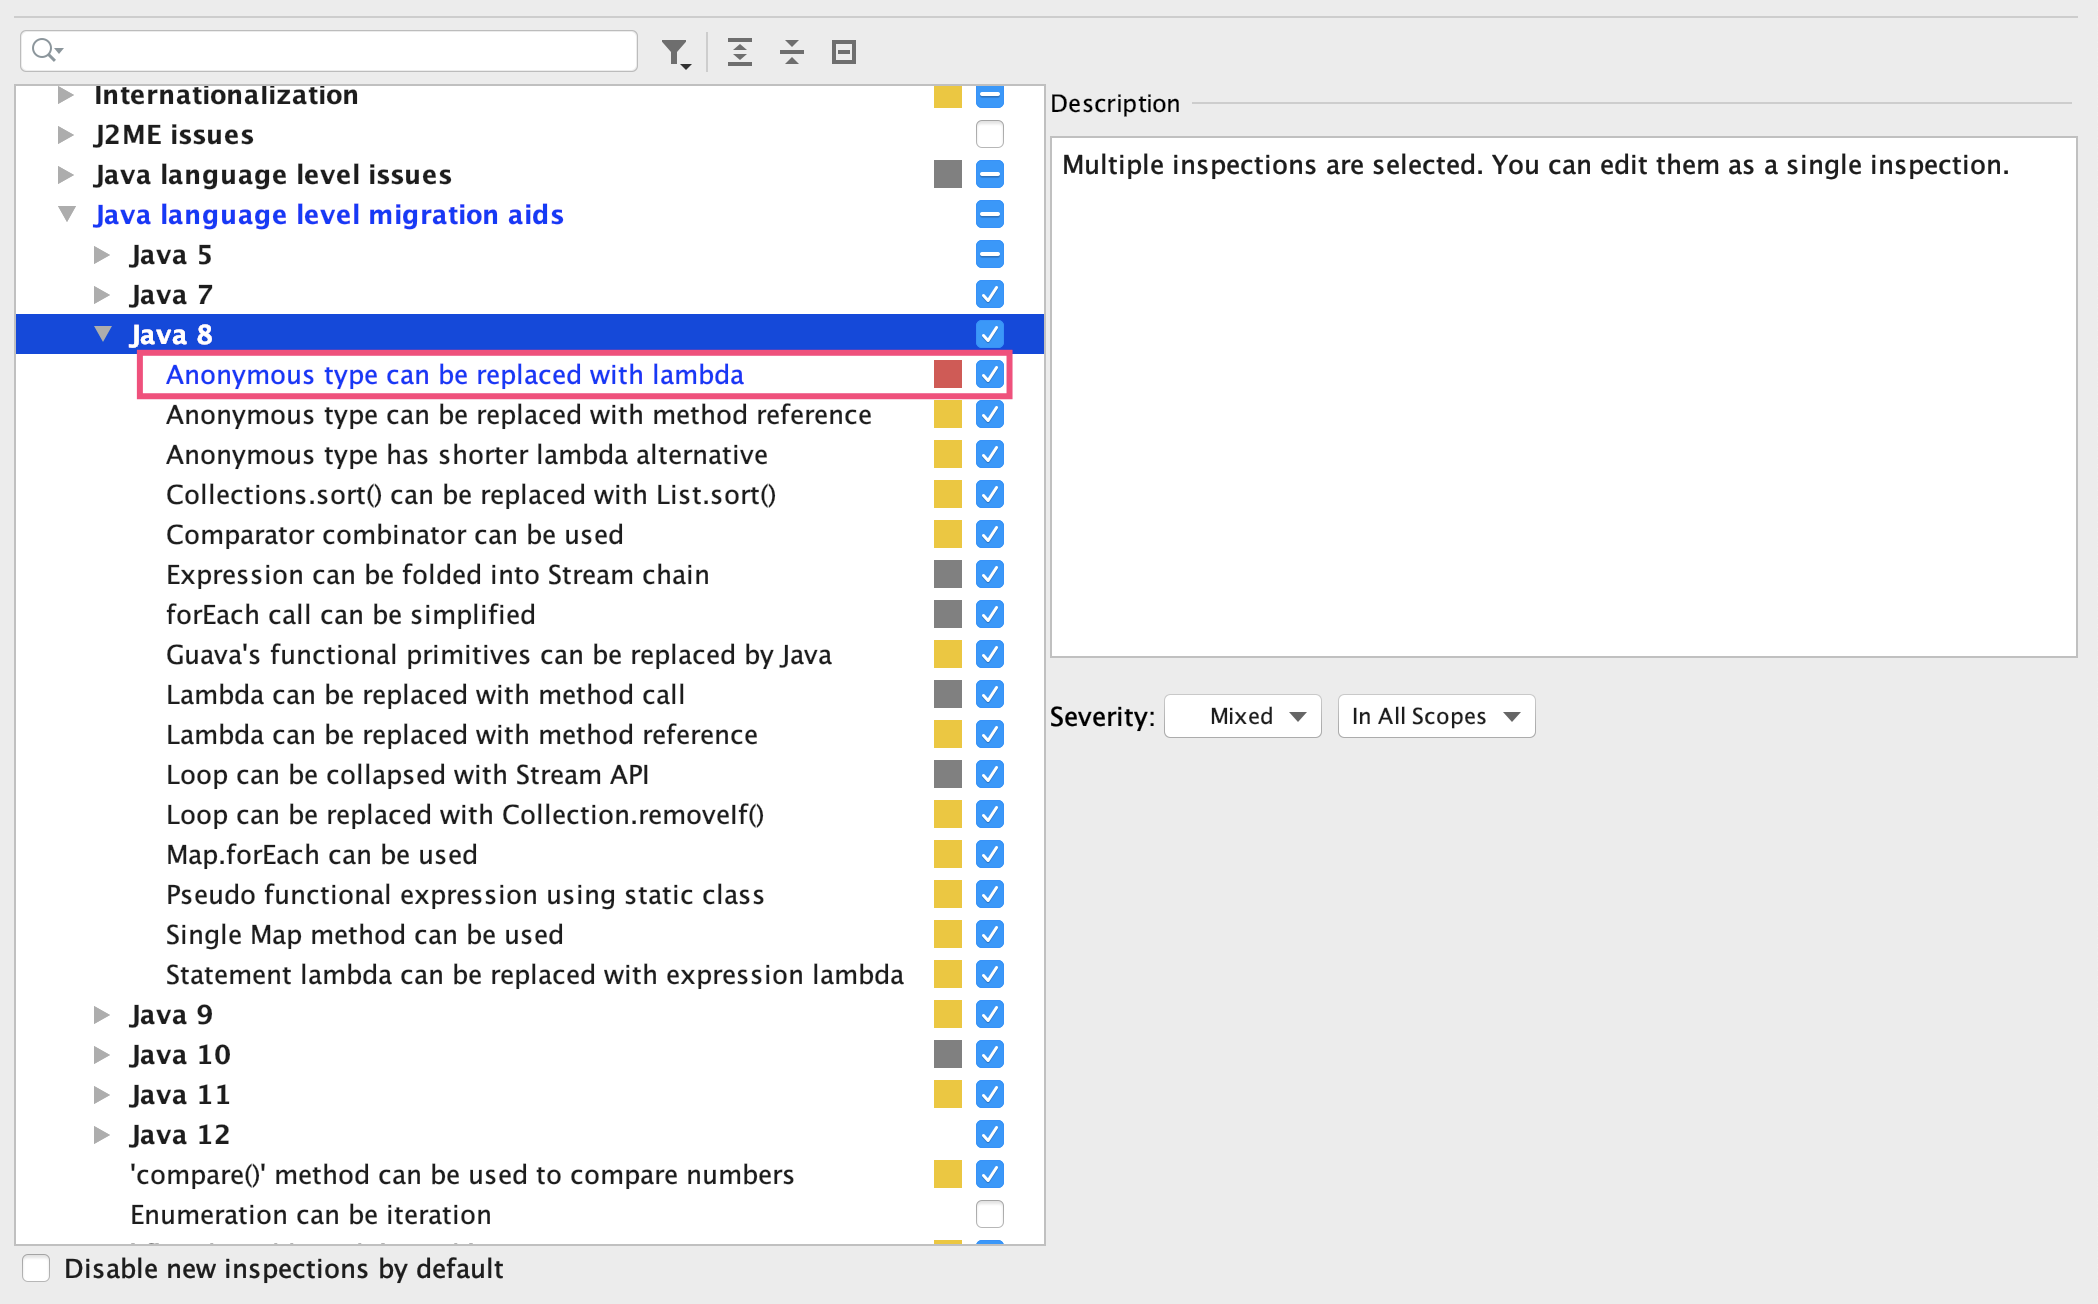 Internationalization
J2ME issues
Java language level issues
Java language level migration aids
Java 5
Java 7
Java 8
Anonymous type can be replaced with lambda
Anonymous type can be replaced with method reference
Anonymous type has shorter lambda alternative
Collections.sort() can be replaced with List.sort()
Comparator combinator can be used
Expression can be folded into Stream chain
forEach call can be simplified
Guava's functional primitives can be replaced by Java
Lambda can be replaced with method call
Lambda can be replaced with method reference
Loop can be collapsed with Stream API
Loop can be replaced with Collection.removeIf()
Map.forEach can be used
Pseudo functional expression using static class
Single Map method can be used
Statement lambda can be replaced with expression lambda
Java 9
Java 10
Java 11
Java 12
'compare()' method can be used to compare numbers
Enumeration can be iteration
Disable new inspections by default
Description
Multiple inspections are selected. You can edit them as a single inspection.
Severity: Mixed In All Scopes